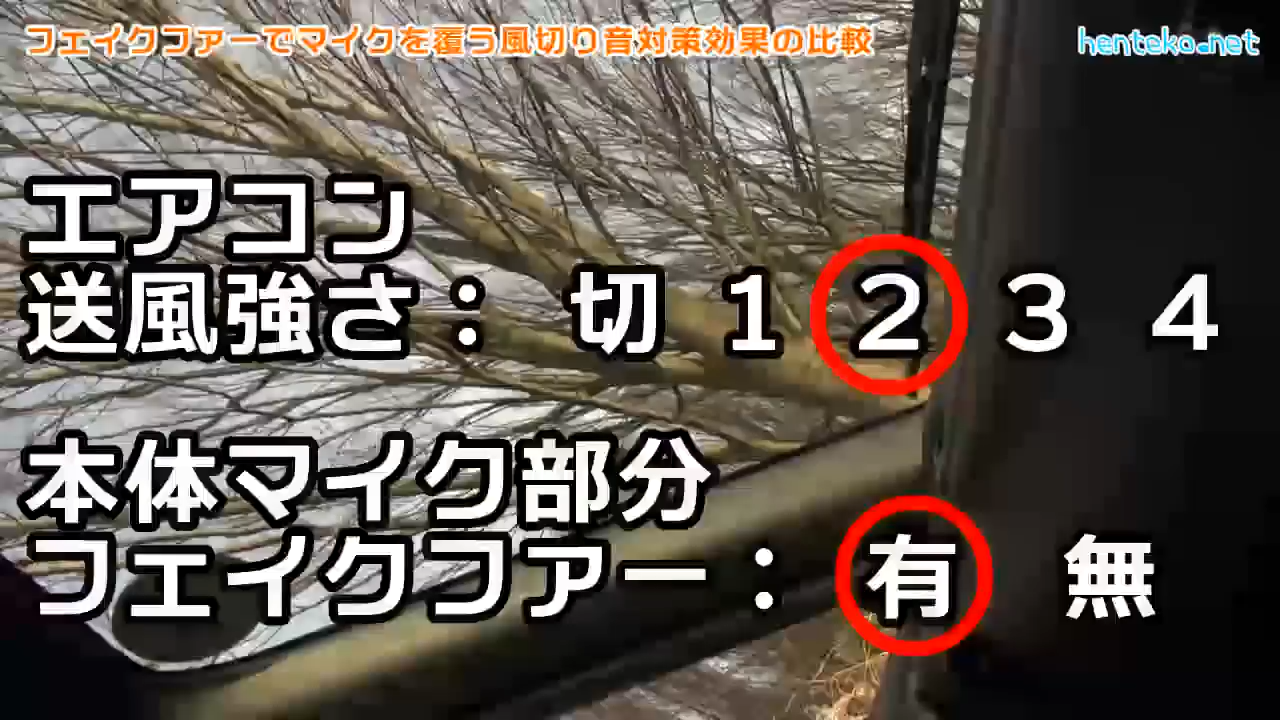 フェイクファーでマイクを覆う風切り音対策効果の比較
henteko.net
エアコン
送風強さ： 切 1 2 3 4
本体マイク部分
フェイクファー： 有 無